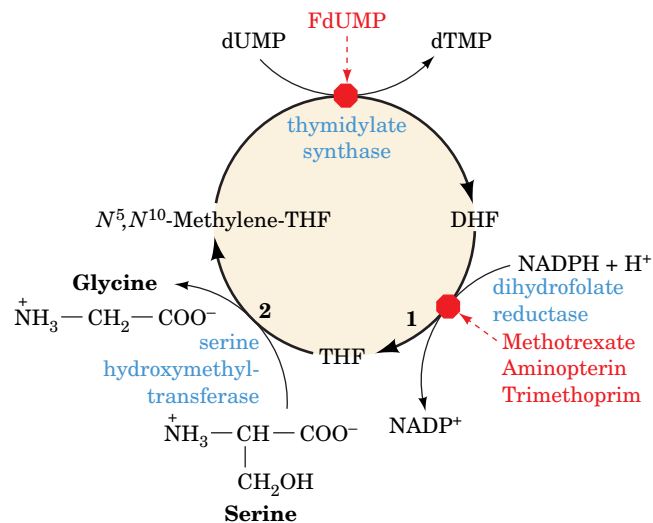 FdUMP
dUMP
dTMP
thymidylate
synthase
N⁵,N¹⁰-Methylene-THF
DHF
NADPH + H⁺
dihydrofolate
reductase
Glycine
⁺NH₃—CH₂—COO⁻
2
1
THF
Methotrexate
Aminopterin
Trimethoprim
serine
hydroxymethyl-
transferase
NADP⁺
⁺NH₃—CH—COO⁻
CH₂OH
Serine